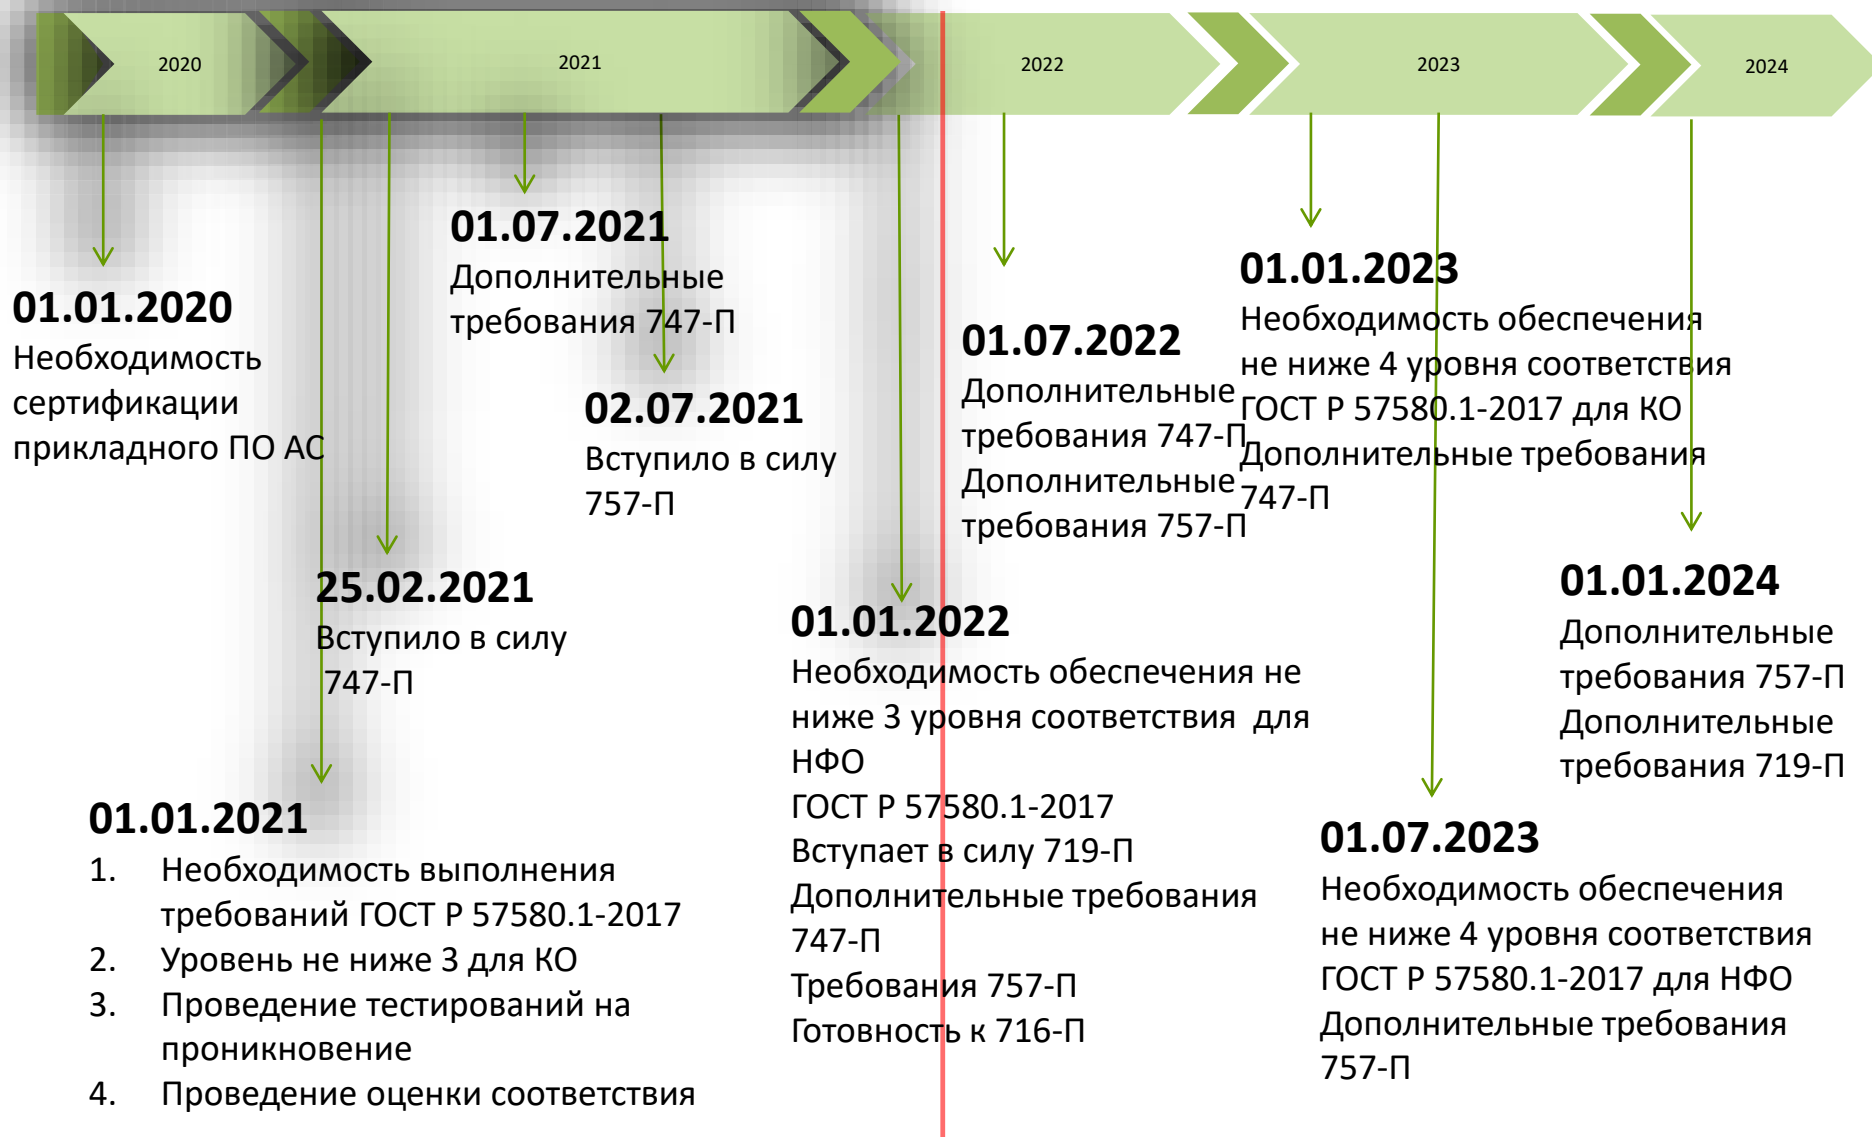 2020
2021
2022
2023
2024
01.01.2020
Необходимость
сертификации
прикладного ПО АС
01.07.2021
Дополнительные
требования 747-П
02.07.2021
Вступило в силу
757-П
25.02.2021
Вступило в силу
747-П
01.01.2021
1. Необходимость выполнения
требований ГОСТ Р 57580.1-2017
2. Уровень не ниже 3 для КО
3. Проведение тестирований на
проникновение
4. Проведение оценки соответствия
01.01.2022
Необходимость обеспечения не
ниже 3 уровня соответствия для
НФО
ГОСТ Р 57580.1-2017
Вступает в силу 719-П
Дополнительные требования
747-П
Требования 757-П
Готовность к 716-П
01.07.2022
Дополнительные
требования 747-П
Дополнительные
требования 757-П
01.01.2023
Необходимость обеспечения
не ниже 4 уровня соответствия
ГОСТ Р 57580.1-2017 для КО
Дополнительные требования
747-П
01.07.2023
Необходимость обеспечения
не ниже 4 уровня соответствия
ГОСТ Р 57580.1-2017 для НФО
Дополнительные требования
757-П
01.01.2024
Дополнительные
требования 757-П
Дополнительные
требования 719-П